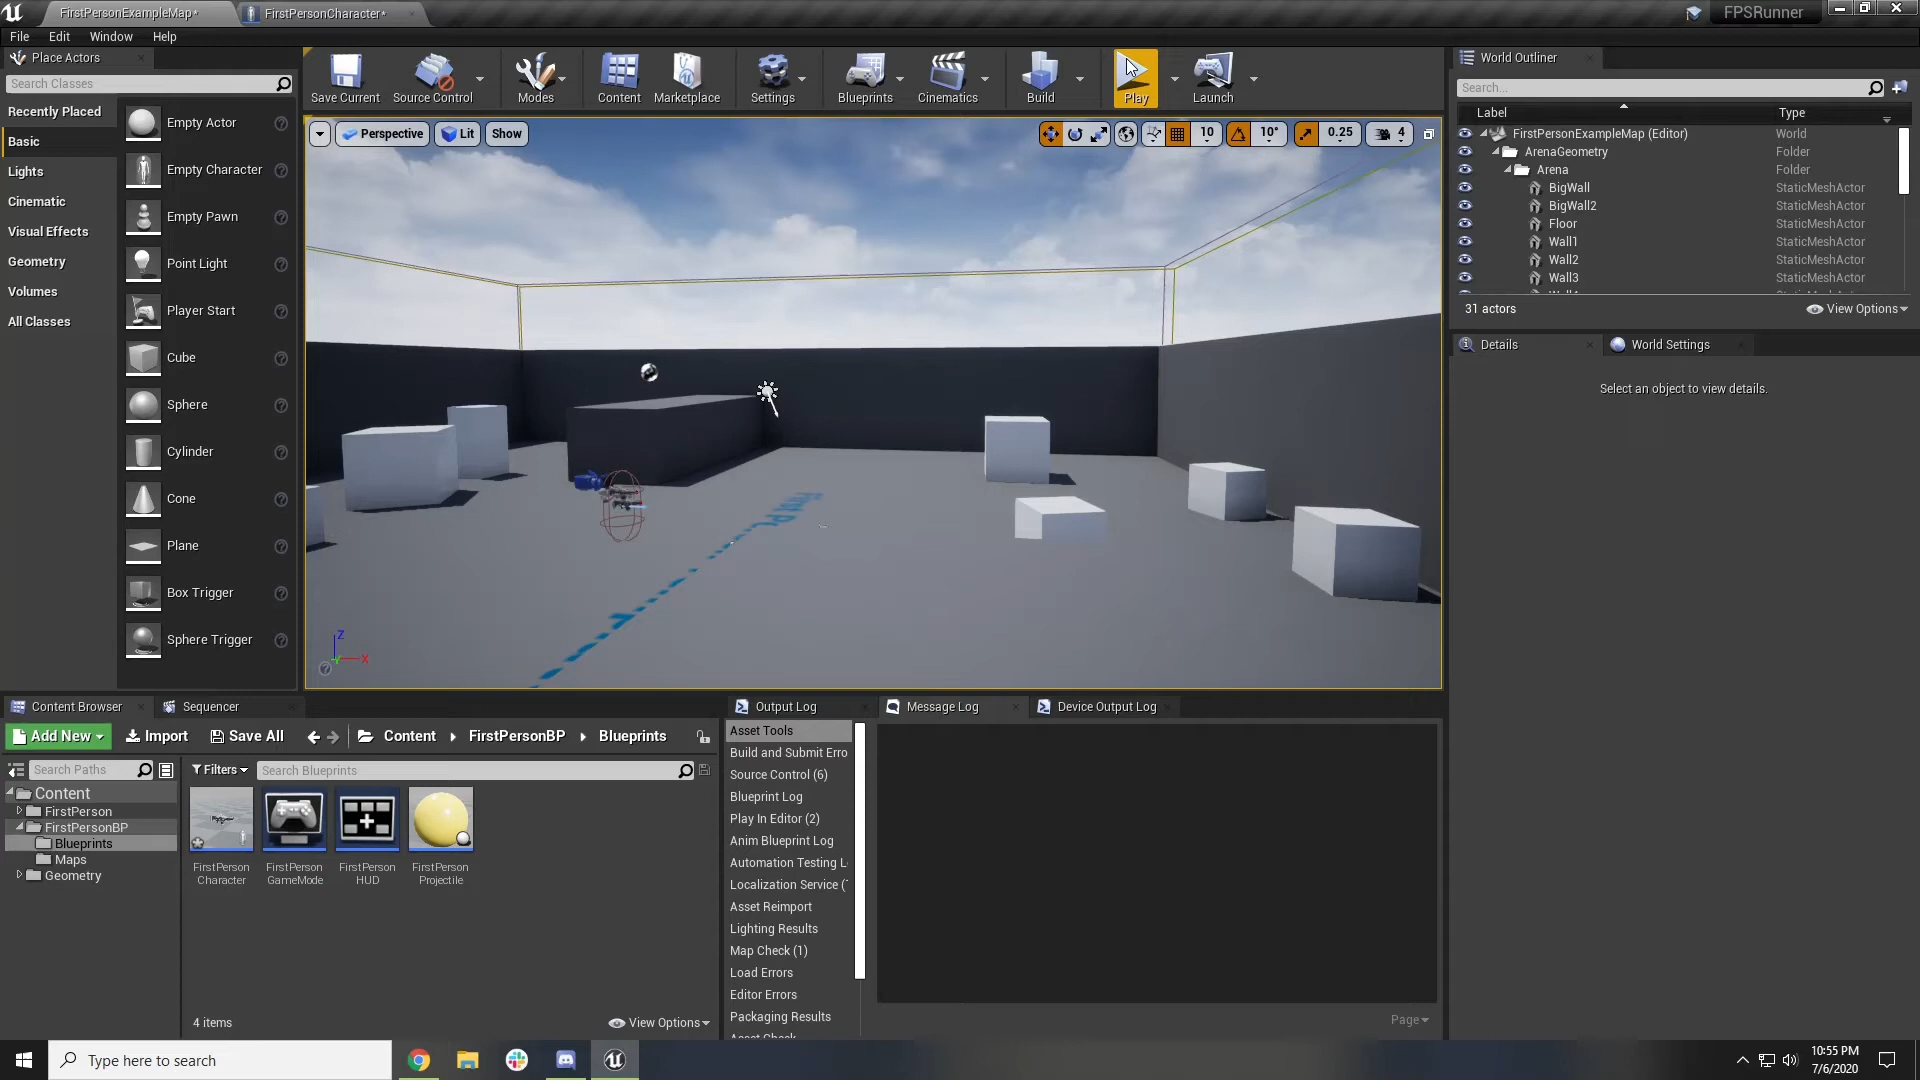 FirstPersonExampleMap*
FirstPersonCharacter*
FPSRunner
File Edit Window Help
Place Actors
Search Classes
Recently Placed
Basic
Lights
Cinematic
Visual Effects
Geometry
Volumes
All Classes
Empty Actor
Empty Character
Empty Pawn
Point Light
Player Start
Cube
Sphere
Cylinder
Cone
Plane
Box Trigger
Sphere Trigger
Save Current
Source Control
Modes
Content
Marketplace
Settings
Blueprints
Cinematics
Build
Play
Launch
Perspective
Lit
Show
10
10°
0.25
4
Z
Y
X
World Outliner
Search...
Label
Type
FirstPersonExampleMap (Editor) World
ArenaGeometry Folder
Arena Folder
BigWall StaticMeshActor
BigWall2 StaticMeshActor
Floor StaticMeshActor
Wall1 StaticMeshActor
Wall2 StaticMeshActor
Wall3 StaticMeshActor
31 actors
View Options
Details
World Settings
Select an object to view details.
Content Browser
Sequencer
Add New
Import
Save All
Content
FirstPersonBP
Blueprints
Search Paths
Filters
Search Blueprints
Content
FirstPerson
FirstPersonBP
Blueprints
Maps
Geometry
FirstPerson
Character
FirstPerson
GameMode
FirstPerson
HUD
FirstPerson
Projectile
4 items
View Options
Output Log
Message Log
Device Output Log
Asset Tools
Build and Submit Erro
Source Control (6)
Blueprint Log
Play In Editor (2)
Anim Blueprint Log
Automation Testing L
Localization Service (
Asset Reimport
Lighting Results
Map Check (1)
Load Errors
Editor Errors
Packaging Results
Page
Type here to search
10:55 PM
7/6/2020